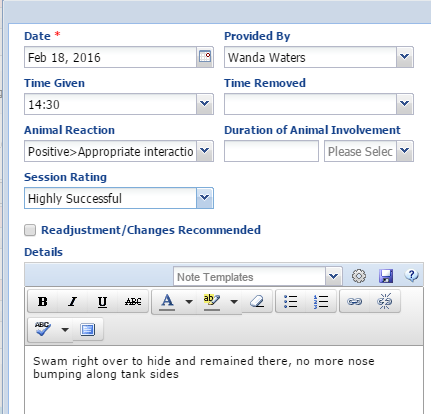 Date *
Provided By
Feb 18, 2016
Wanda Waters
Time Given
Time Removed
14:30
Animal Reaction
Duration of Animal Involvement
Positive>Appropriate interactio
Please Selec
Session Rating
Highly Successful
Readjustment/Changes Recommended
Details
Note Templates
B I U ABC A ab
ABC
Swam right over to hide and remained there, no more nose
bumping along tank sides